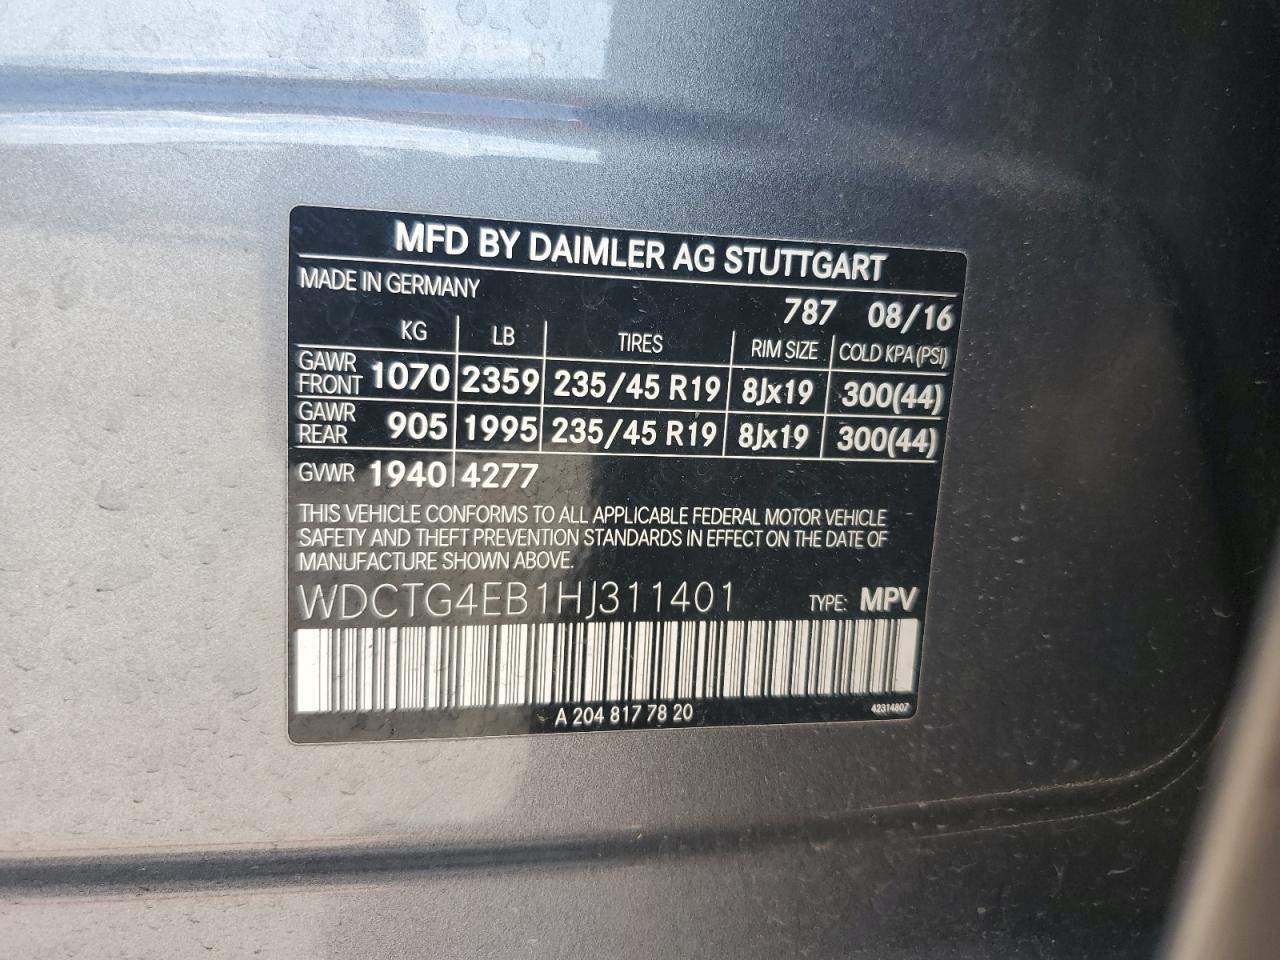 MFD BY DAIMLER AG STUTTGART
MADE IN GERMANY
787 08/16
KG LB TIRES RIM SIZE COLD KPA (PSI)
GAWR FRONT 1070 2359 235/45 R19 8Jx19 300(44)
GAWR REAR 905 1995 235/45 R19 8Jx19 300(44)
GVWR 1940 4277
THIS VEHICLE CONFORMS TO ALL APPLICABLE FEDERAL MOTOR VEHICLE
SAFETY AND THEFT PREVENTION STANDARDS IN EFFECT ON THE DATE OF
MANUFACTURE SHOWN ABOVE.
WDCTG4EB1HJ311401 TYPE: MPV
A 204 817 78 20 42314807